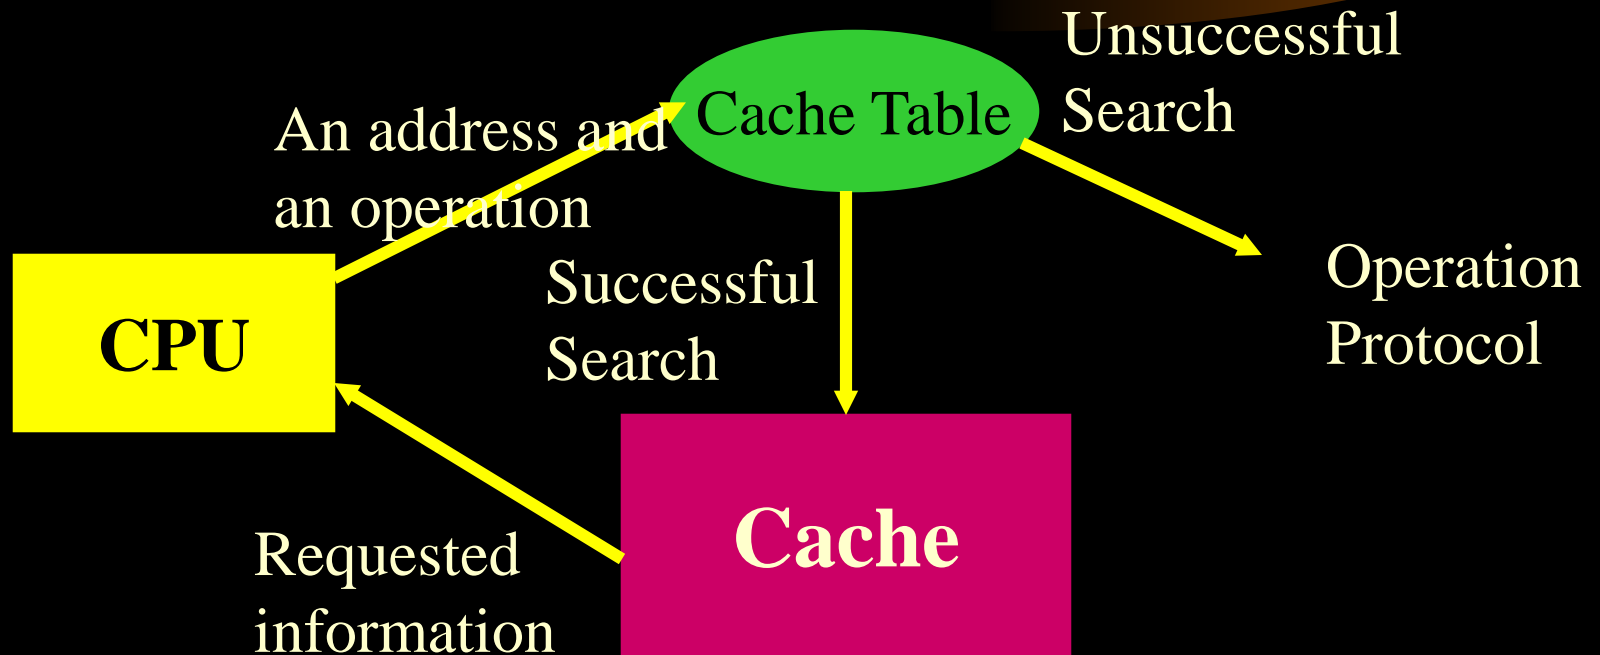 Unsuccessful
Search
Cache Table
An address and
an operation
Successful
Search
Operation
Protocol
CPU
Cache
Requested
information